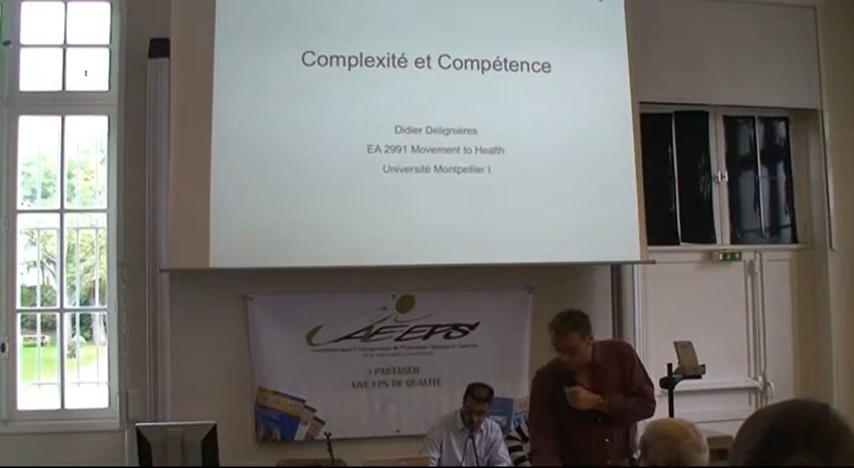 Complexité et Compétence
Didier Delignières
EA 2991 Movement to Health
Université Montpellier I
AEEPS
PARTAGER
UNE EPS DE QUALITÉ